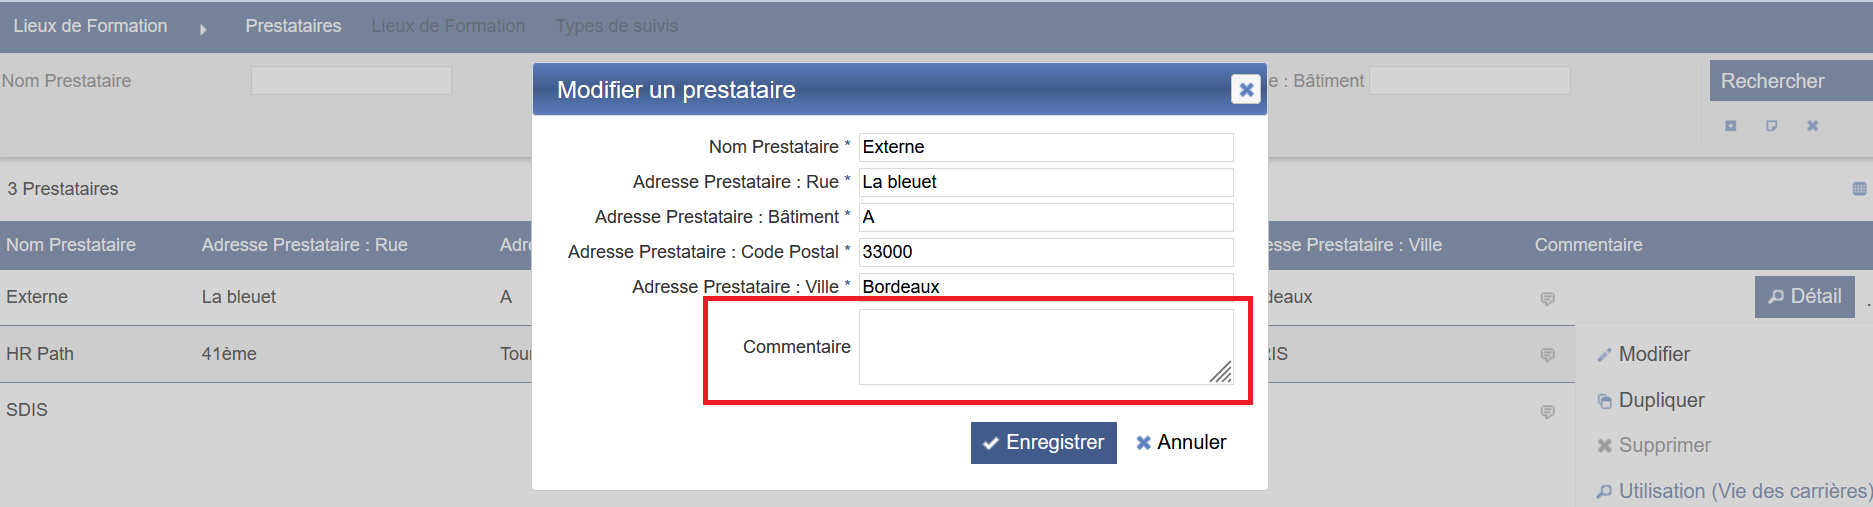 Lieux de Formation Prestataires Lieux de Formation Types de suivis
Nom Prestataire
e : Bâtiment
Rechercher
3 Prestataires
Nom Prestataire Adresse Prestataire : Rue Adr
esse Prestataire : Ville Commentaire
Externe La bleuet A
deaux
Détail
HR Path 41ème Tour
RIS
SDIS
Modifier
Dupliquer
Supprimer
Utilisation (Vie des carrières)
Modifier un prestataire
Nom Prestataire * Externe
Adresse Prestataire : Rue * La bleuet
Adresse Prestataire : Bâtiment * A
Adresse Prestataire : Code Postal * 33000
Adresse Prestataire : Ville * Bordeaux
Commentaire
Enregistrer Annuler